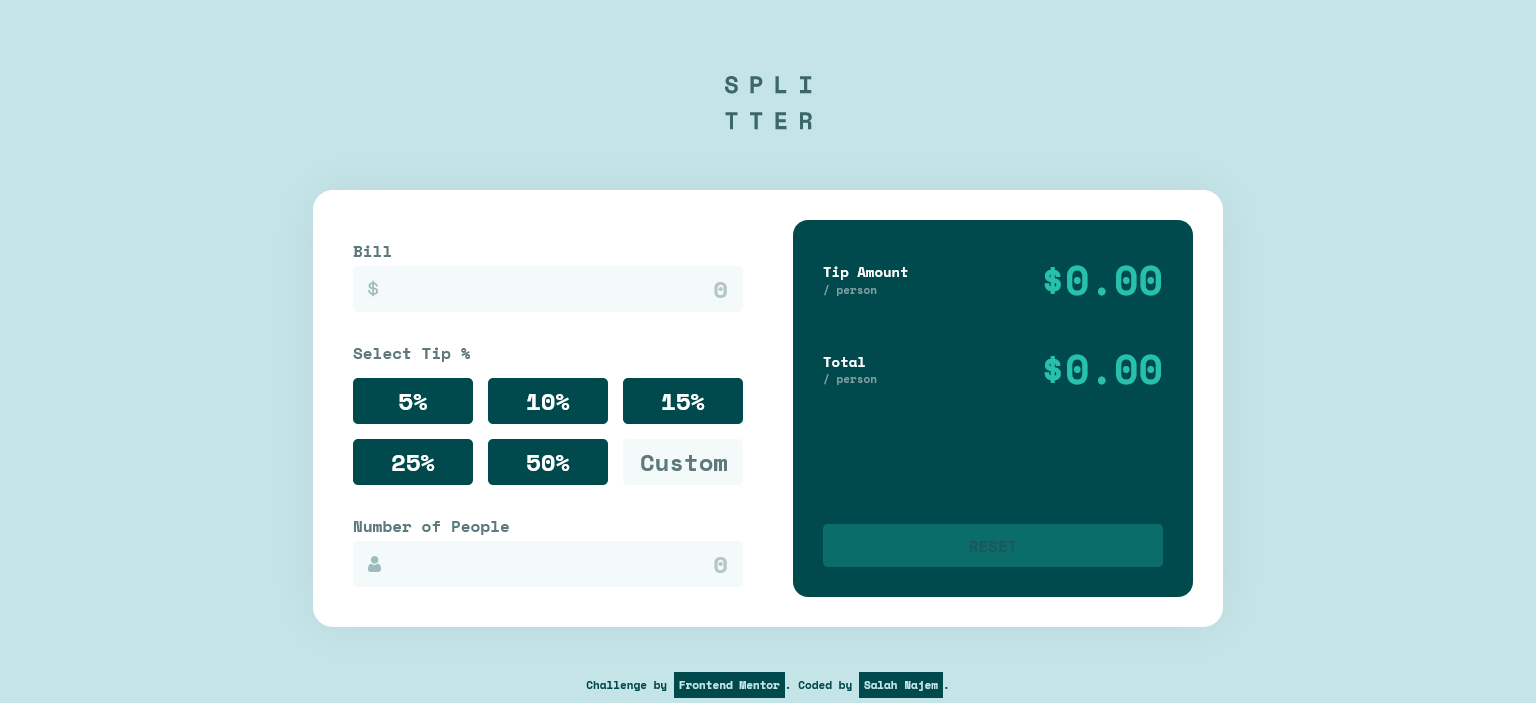 SPLI
TTER
Bill
$ 0
Select Tip %
5% 10% 15%
25% 50% Custom
Number of People
0
Tip Amount
/ person
$0.00
Total
/ person
$0.00
RESET
Challenge by Frontend Mentor. Coded by Salah Najem.